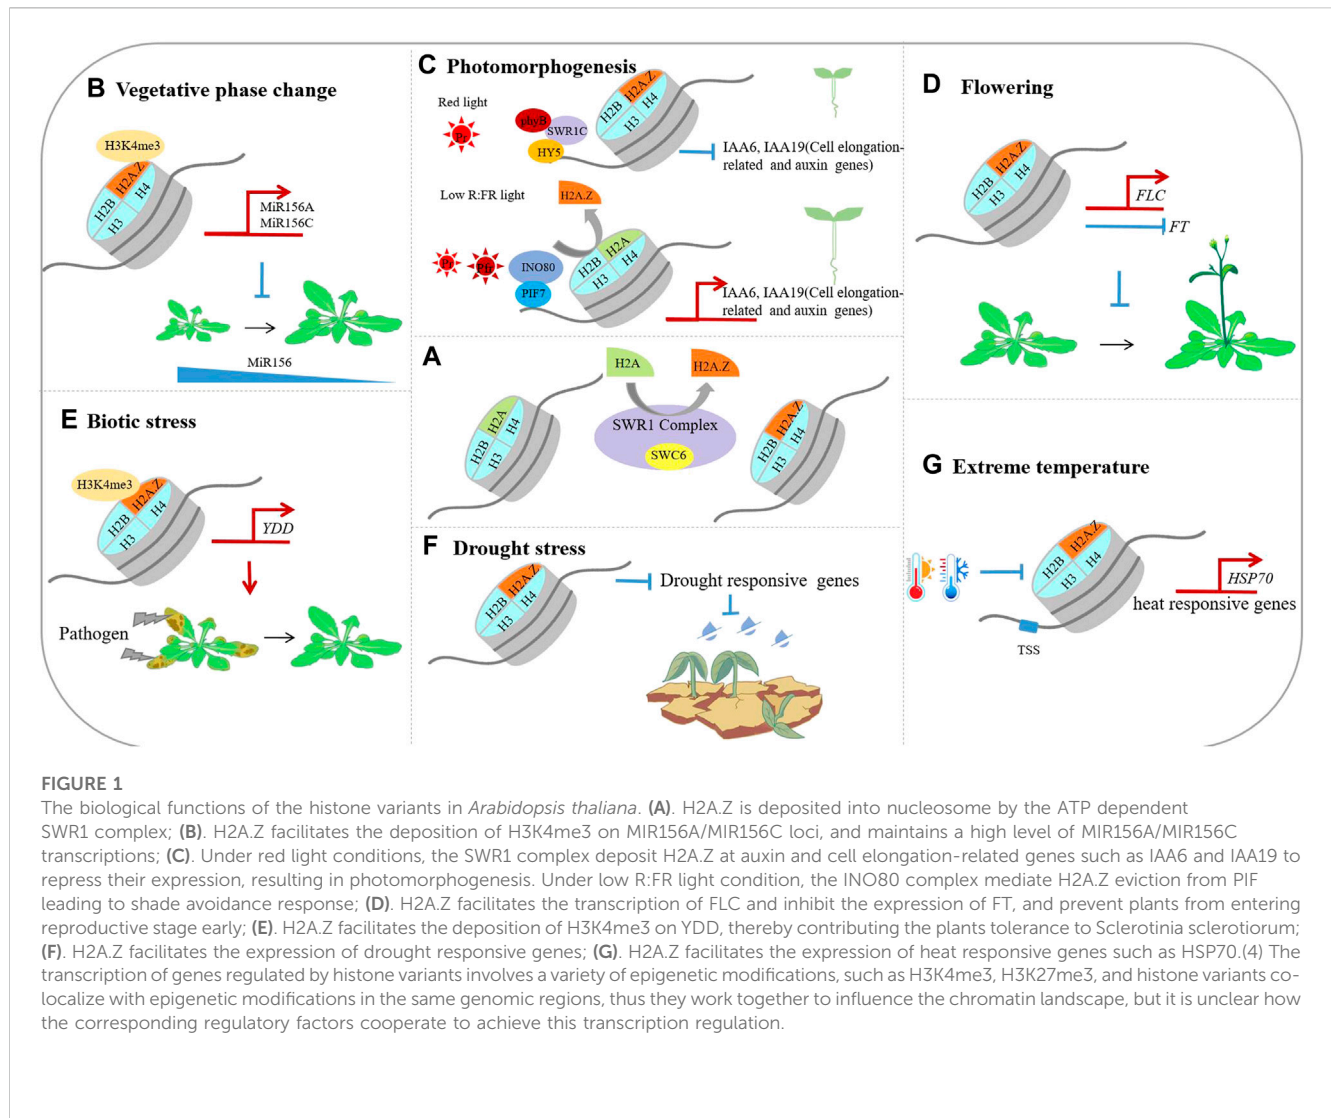 B Vegetative phase change
H3K4me3
H2A.Z
H2B
H4
H3
MiR156A
MiR156C
MiR156
C Photomorphogenesis
Red light
Pr
phyB
SWR1C
HY5
H2A.Z
H2B
H4
H3
IAA6, IAA19(Cell elongation-
related and auxin genes)
Low R:FR light
H2A.Z
Pr
Pfr
INO80
PIF7
H2A
H2B
H4
H3
IAA6, IAA19(Cell elongation-
related and auxin genes)
D Flowering
H2A.Z
H2B
H4
H3
FLC
FT
A
H2A
H2A.Z
H2A
H2B
H4
H3
SWR1 Complex
SWC6
H2A.Z
H2B
H4
H3
E Biotic stress
H3K4me3
H2A.Z
H2B
H4
H3
YDD
Pathogen
F Drought stress
H2A.Z
H2B
H4
H3
Drought responsive genes
G Extreme temperature
H2A.Z
H2B
H4
H3
HSP70
heat responsive genes
TSS
FIGURE 1
The biological functions of the histone variants in Arabidopsis thaliana. (A). H2A.Z is deposited into nucleosome by the ATP dependent
SWR1 complex; (B). H2A.Z facilitates the deposition of H3K4me3 on MIR156A/MIR156C loci, and maintains a high level of MIR156A/MIR156C
transcriptions; (C). Under red light conditions, the SWR1 complex deposit H2A.Z at auxin and cell elongation-related genes such as IAA6 and IAA19 to
repress their expression, resulting in photomorphogenesis. Under low R:FR light condition, the INO80 complex mediate H2A.Z eviction from PIF
leading to shade avoidance response; (D). H2A.Z facilitates the transcription of FLC and inhibit the expression of FT, and prevent plants from entering
reproductive stage early; (E). H2A.Z facilitates the deposition of H3K4me3 on YDD, thereby contributing the plants tolerance to Sclerotinia sclerotiorum;
(F). H2A.Z facilitates the expression of drought responsive genes; (G). H2A.Z facilitates the expression of heat responsive genes such as HSP70.(4) The
transcription of genes regulated by histone variants involves a variety of epigenetic modifications, such as H3K4me3, H3K27me3, and histone variants co-
localize with epigenetic modifications in the same genomic regions, thus they work together to influence the chromatin landscape, but it is unclear how
the corresponding regulatory factors cooperate to achieve this transcription regulation.